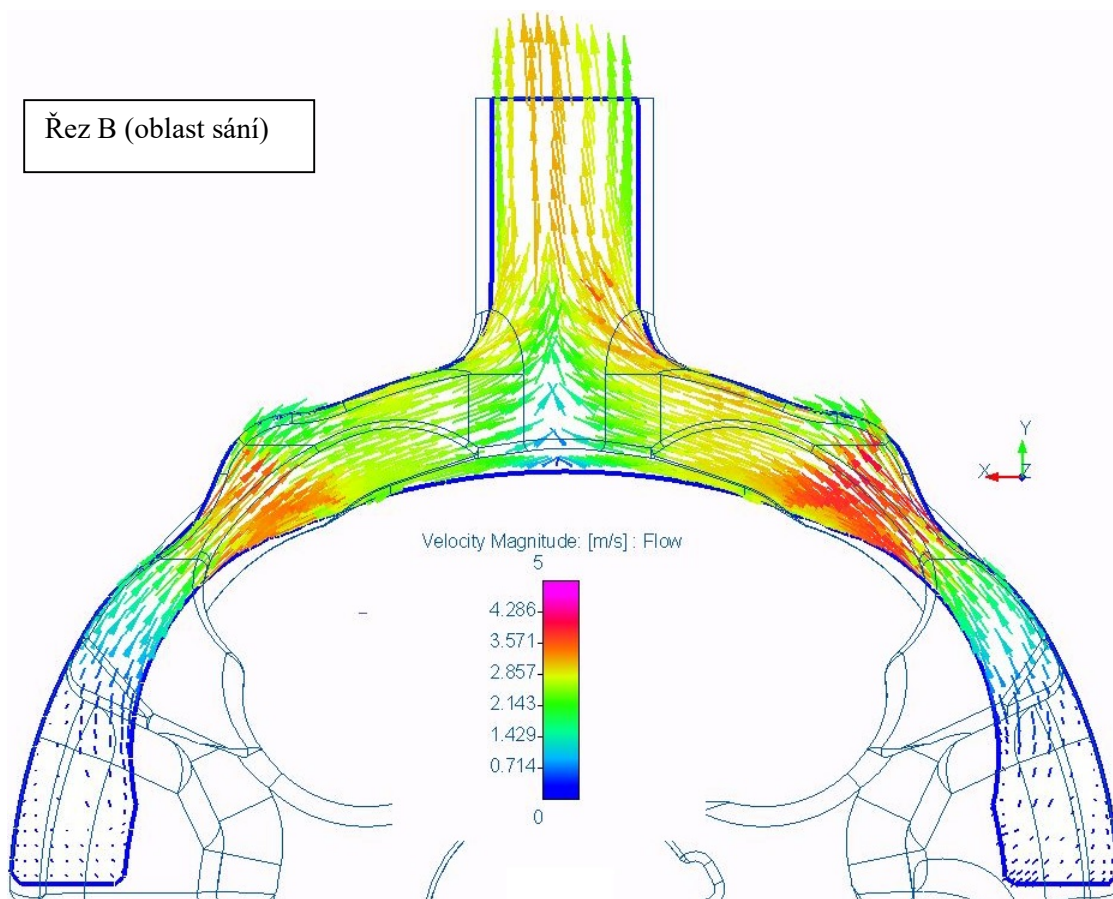 Řez B (oblast sání)
Y
X
Z
Velocity Magnitude: [m/s] : Flow
5
4.286
3.571
2.857
2.143
1.429
0.714
0